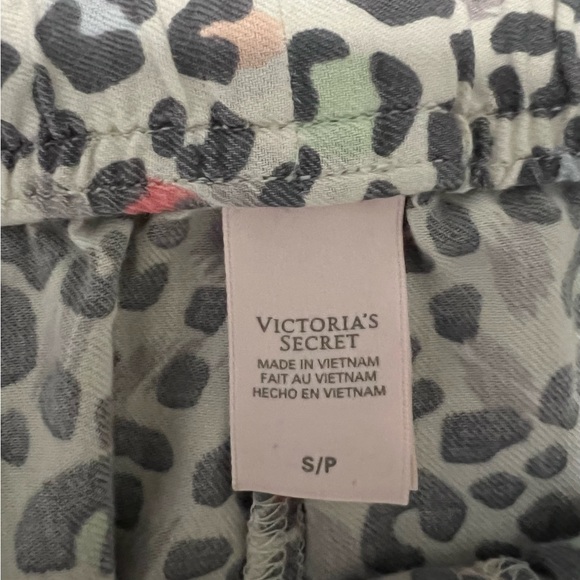 VICTORIA'S
SECRET
MADE IN VIETNAM
FAIT AU VIETNAM
HECHO EN VIETNAM
S/P